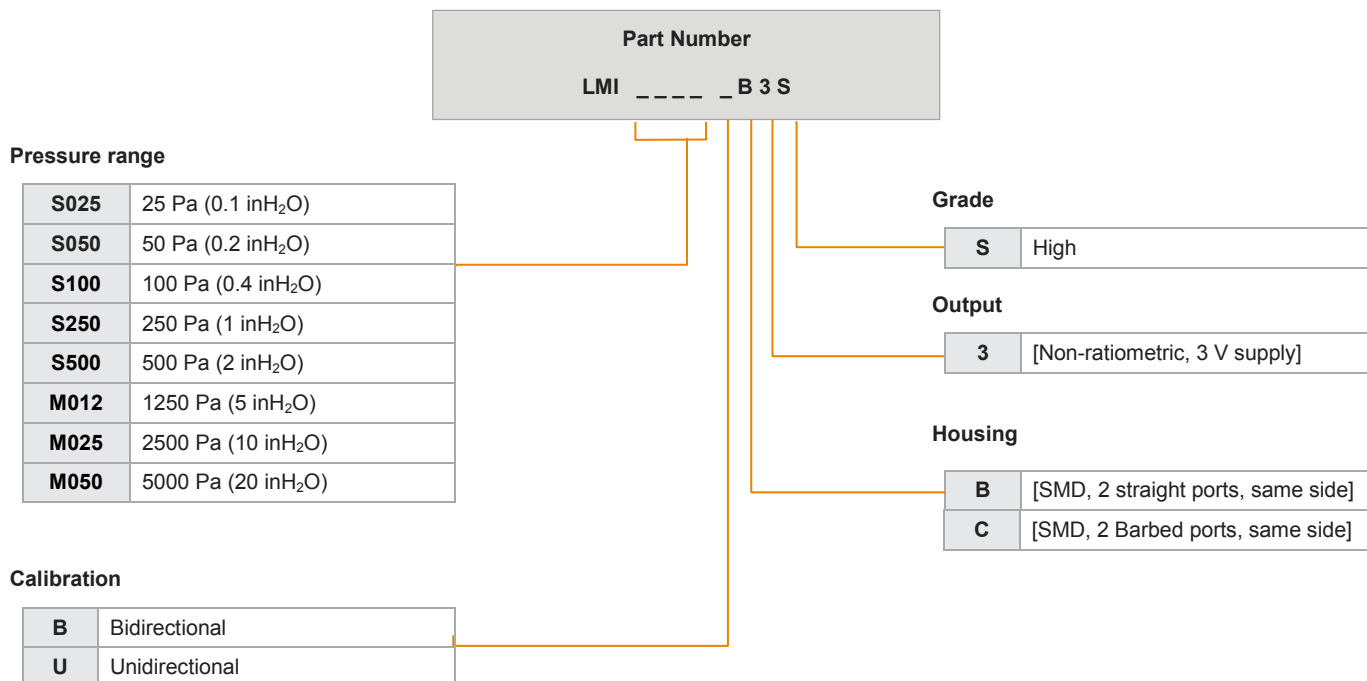 Part Number
LMI _ _ _ _ _ B 3 S
Pressure range
S025 25 Pa (0.1 inH₂O)
S050 50 Pa (0.2 inH₂O)
S100 100 Pa (0.4 inH₂O)
S250 250 Pa (1 inH₂O)
S500 500 Pa (2 inH₂O)
M012 1250 Pa (5 inH₂O)
M025 2500 Pa (10 inH₂O)
M050 5000 Pa (20 inH₂O)
Calibration
B Bidirectional
U Unidirectional
Grade
S High
Output
3 [Non-ratiometric, 3 V supply]
Housing
B [SMD, 2 straight ports, same side]
C [SMD, 2 Barbed ports, same side]